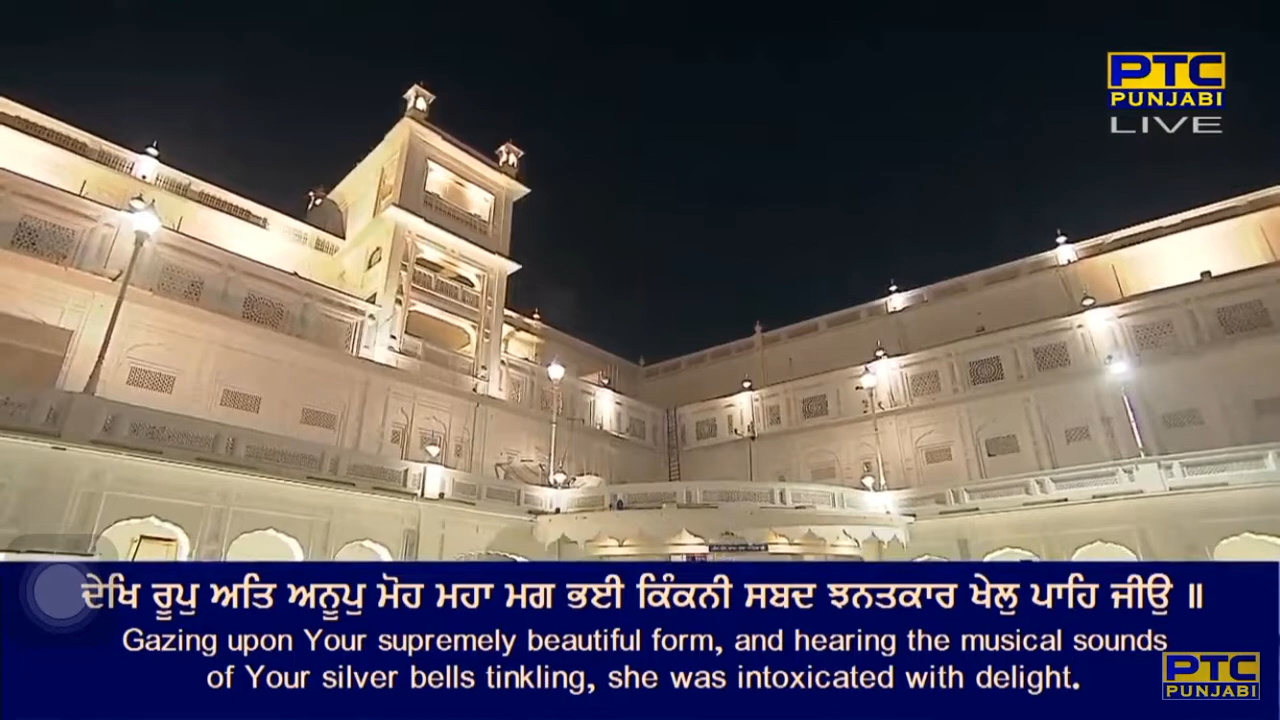 PTC
PUNJABI
LIVE
ਦੇਖਿ ਰੂਪੁ ਅਤਿ ਅਨੂਪੁ ਮੋਹ ਮਹਾ ਮਗ ਭਈ ਕਿੰਕਨੀ ਸਬਦ ਝਨਤਕਾਰ ਖੇਲੁ ਪਾਹਿ ਜੀਉ ॥
Gazing upon Your supremely beautiful form, and hearing the musical sounds
of Your silver bells tinkling, she was intoxicated with delight.
PTC
PUNJABI